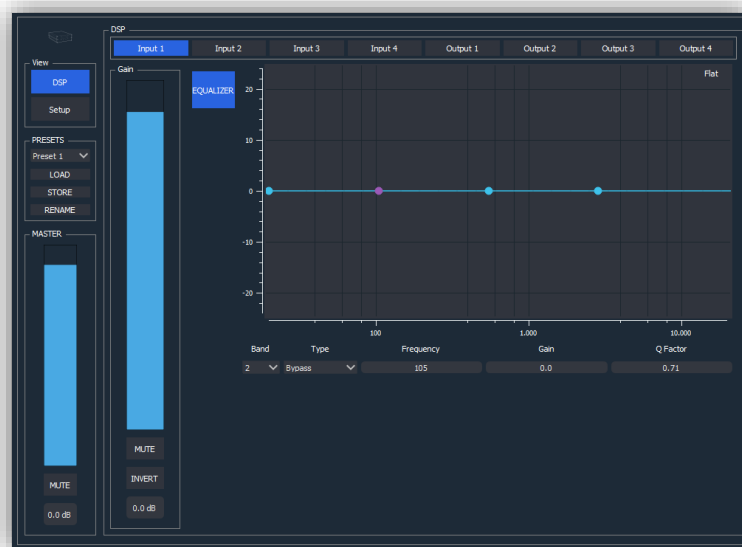 DSP
Input 1 Input 2 Input 3 Input 4 Output 1 Output 2 Output 3 Output 4
View
DSP
Setup
PRESETS
Preset 1
LOAD
STORE
RENAME
MASTER
MUTE
0.0 dB
Gain
MUTE
INVERT
0.0 dB
EQUALIZER
Flat
20
10
0
-10
-20
100 1.000 10.000
Band Type Frequency Gain Q Factor
2 Bypass 105 0.0 0.71